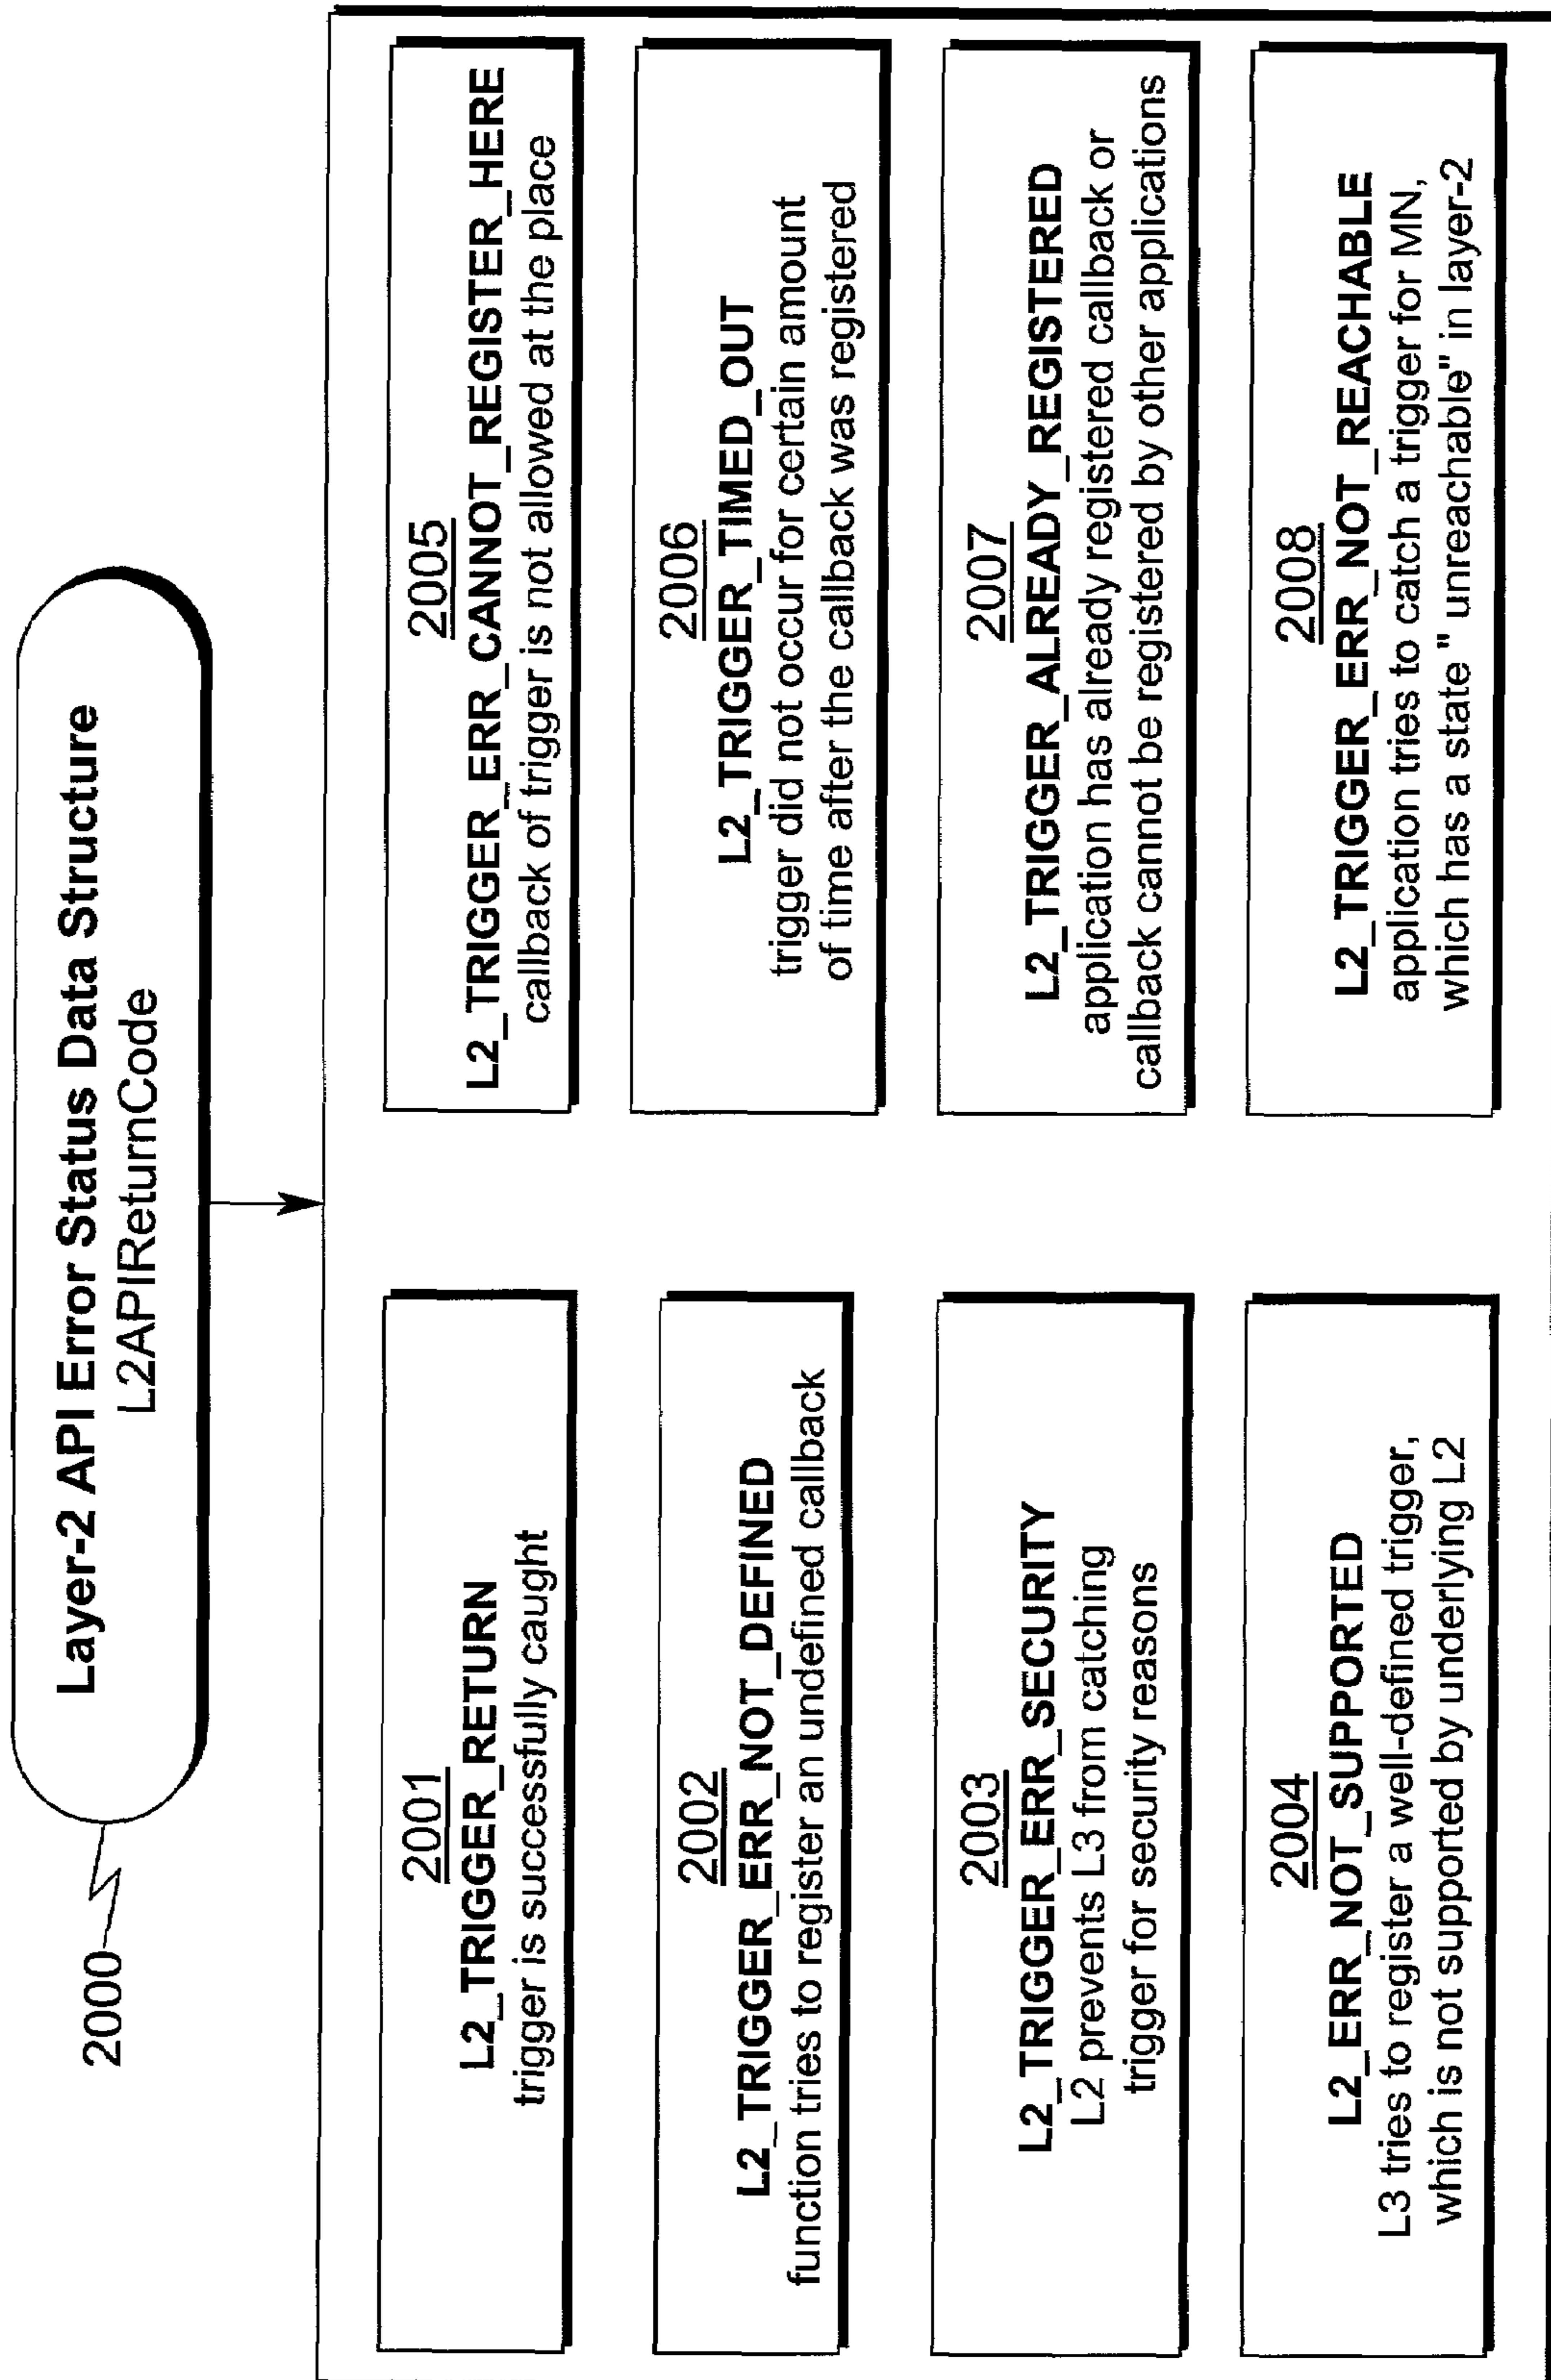 Layer-2 API Error Status Data Structure
L2APIReturnCode
2000
2001
L2_TRIGGER_RETURN
trigger is successfully caught
2002
L2_TRIGGER_ERR_NOT_DEFINED
function tries to register an undefined callback
2003
L2_TRIGGER_ERR_SECURITY
L2 prevents L3 from catching
trigger for security reasons
2004
L2_ERR_NOT_SUPPORTED
L3 tries to register a well-defined trigger,
which is not supported by underlying L2
2005
L2_TRIGGER_ERR_CANNOT_REGISTER_HERE
callback of trigger is not allowed at the place
2006
L2_TRIGGER_TIMED_OUT
trigger did not occur for certain amount
of time after the callback was registered
2007
L2_TRIGGER_ALREADY_REGISTERED
application has already registered callback or
callback cannot be registered by other applications
2008
L2_TRIGGER_ERR_NOT_REACHABLE
application tries to catch a trigger for MN,
which has a state " unreachable" in layer-2